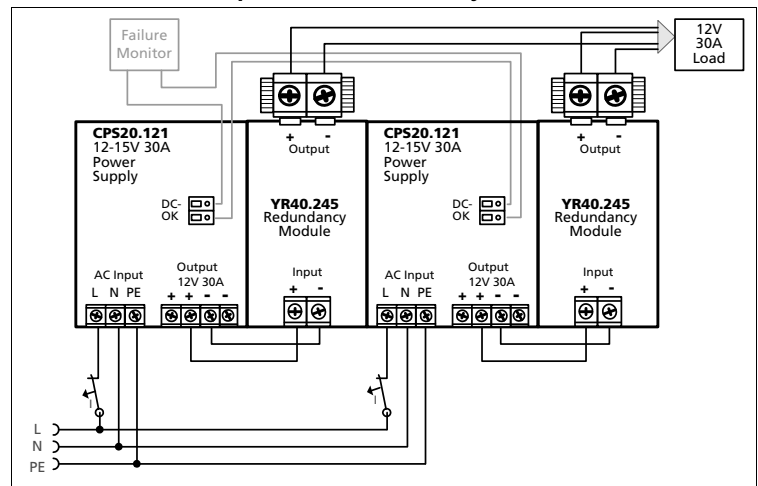 Failure
Monitor
12V
30A
Load
CPS20.121
12-15V 30A
Power
Supply
DC-
OK
AC Input
L N PE
Output
12V 30A
+ + - -
+ -
Output
YR40.245
Redundancy
Module
Input
+ -
CPS20.121
12-15V 30A
Power
Supply
DC-
OK
AC Input
L N PE
Output
12V 30A
+ + - -
+ -
Output
YR40.245
Redundancy
Module
Input
+ -
I
I
L
N
PE